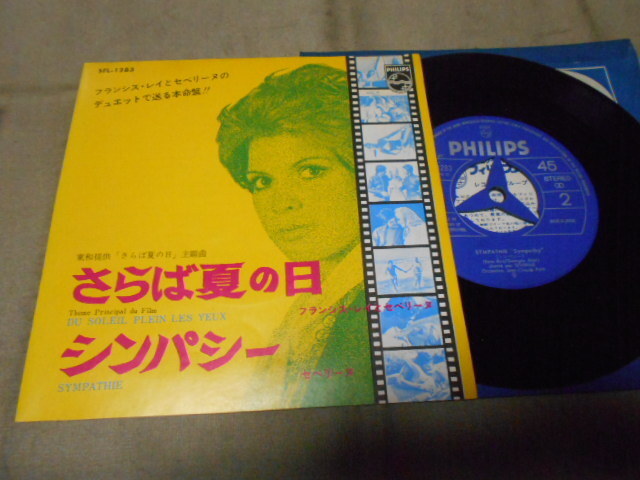 SFL-1263
フランシス・レイとセベリーヌの
デュエットで送る本命盤!!
PHILIPS
東和提供「さらば夏の日」主題曲
さらば夏の日
Thème Principal du Film
DU SOLEIL PLEIN LES YEUX
フランシス・レイとセベリーヌ
シンパシー
SYMPATHIE
セベリーヌ
PHILIPS
45
STEREO
2
SYMPATHIE "Sympathy"